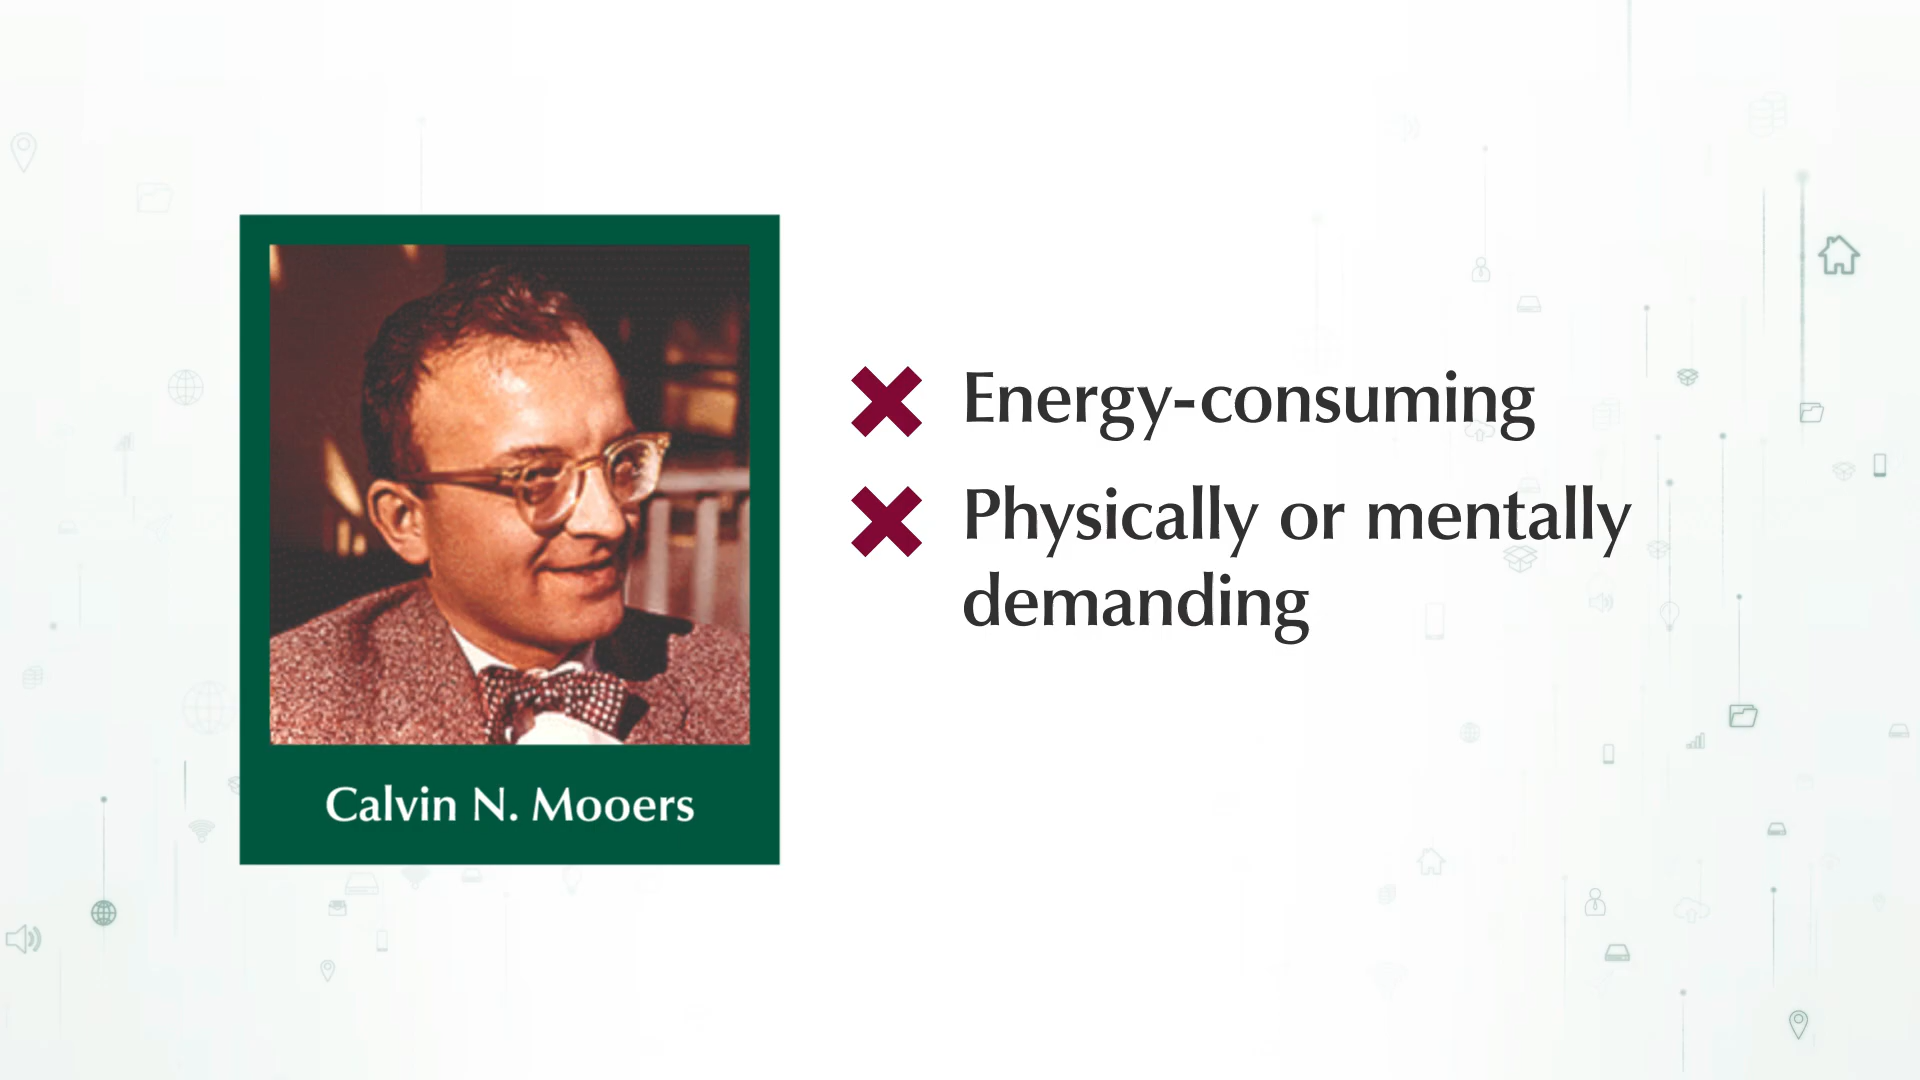 Energy-consuming
Physically or mentally
demanding
Calvin N. Mooers